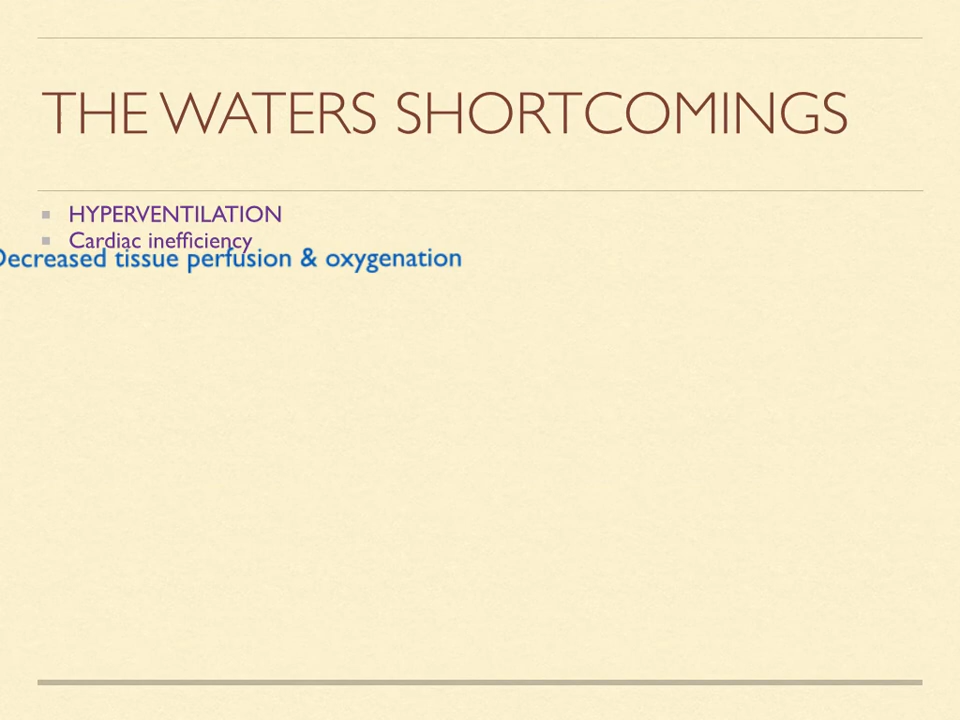 THE WATERS SHORTCOMINGS
HYPERVENTILATION
Cardiac inefficiency
Decreased tissue perfusion & oxygenation